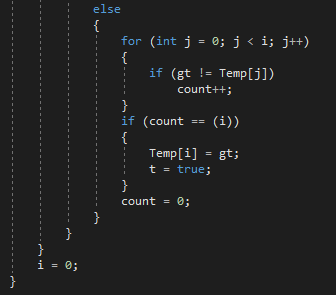 else
{
for (int j = 0; j < i; j++)
{
if (gt != Temp[j])
count++;
}
if (count == (i))
{
Temp[i] = gt;
t = true;
}
count = 0;
}
}
}
i = 0;
}